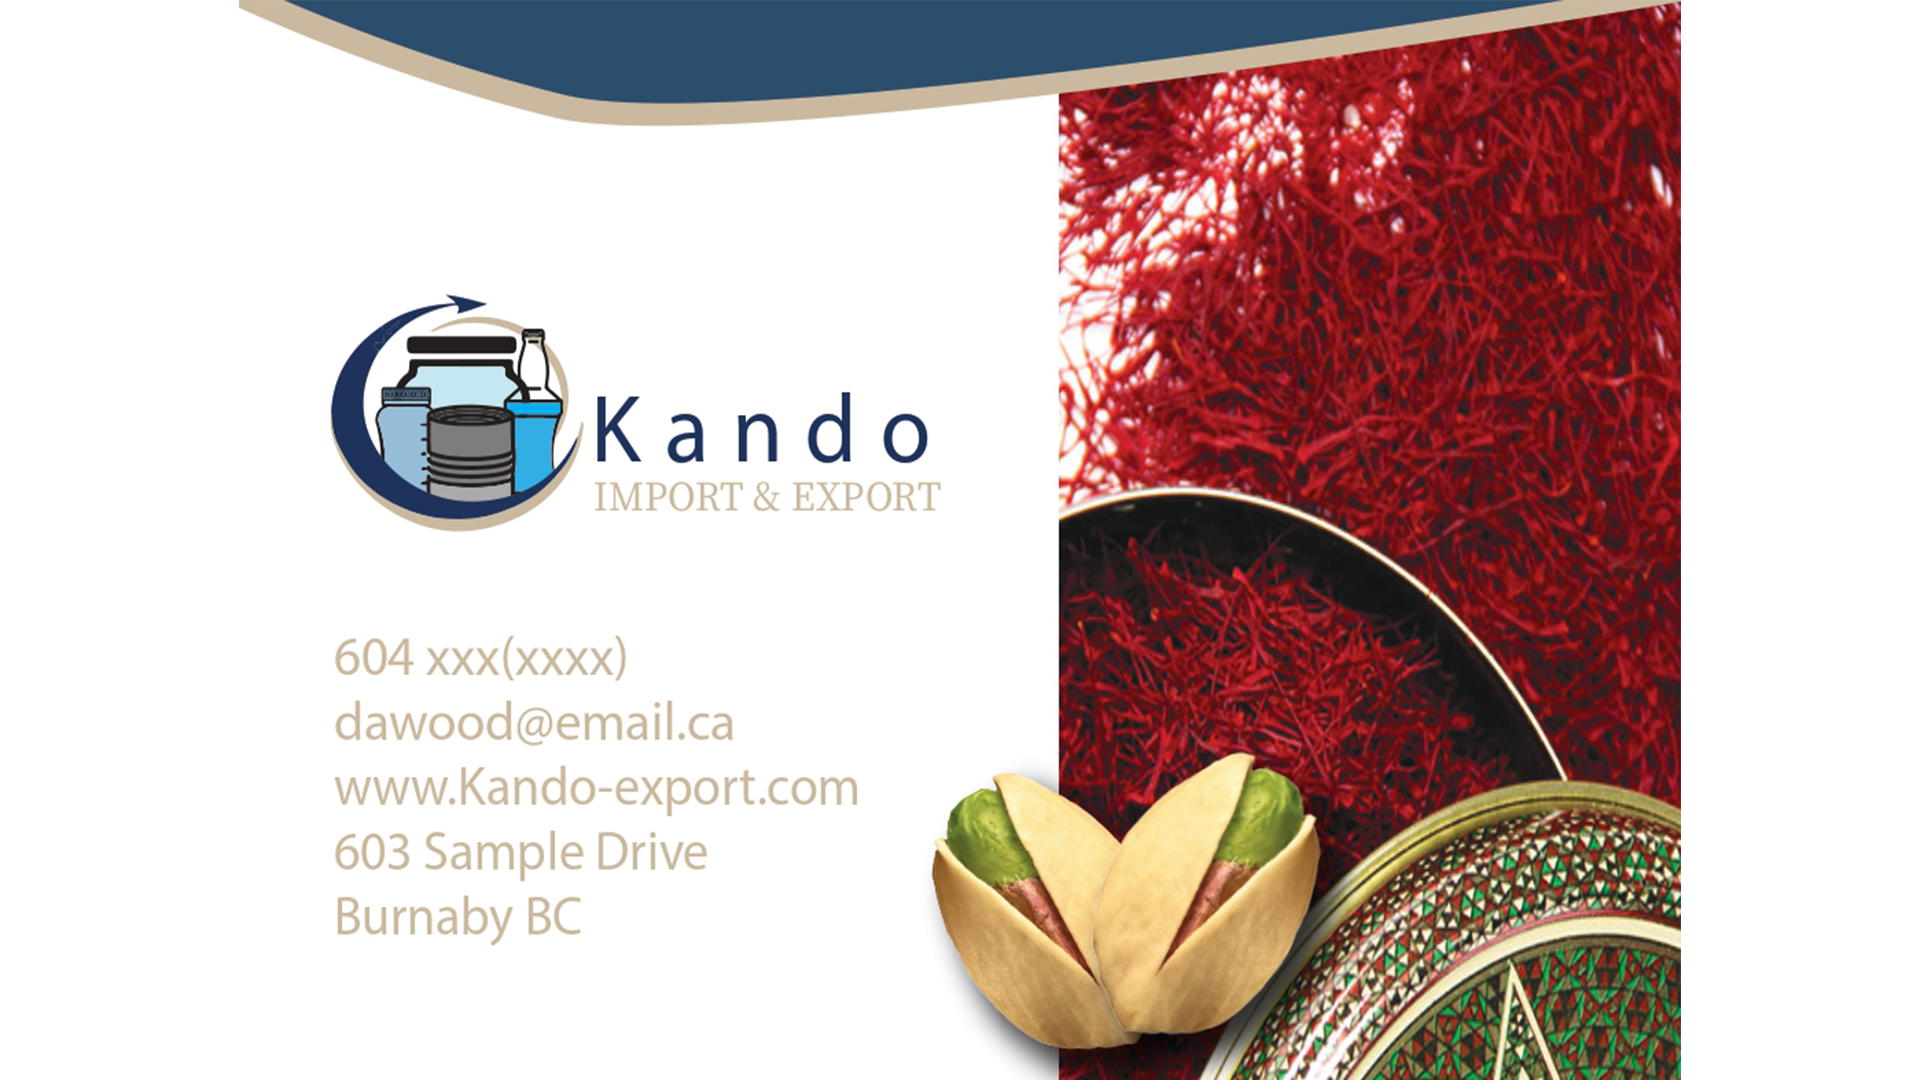 Kando
IMPORT & EXPORT
604 xxx(xxxx)
dawood@email.ca
www.Kando-export.com
603 Sample Drive
Burnaby BC